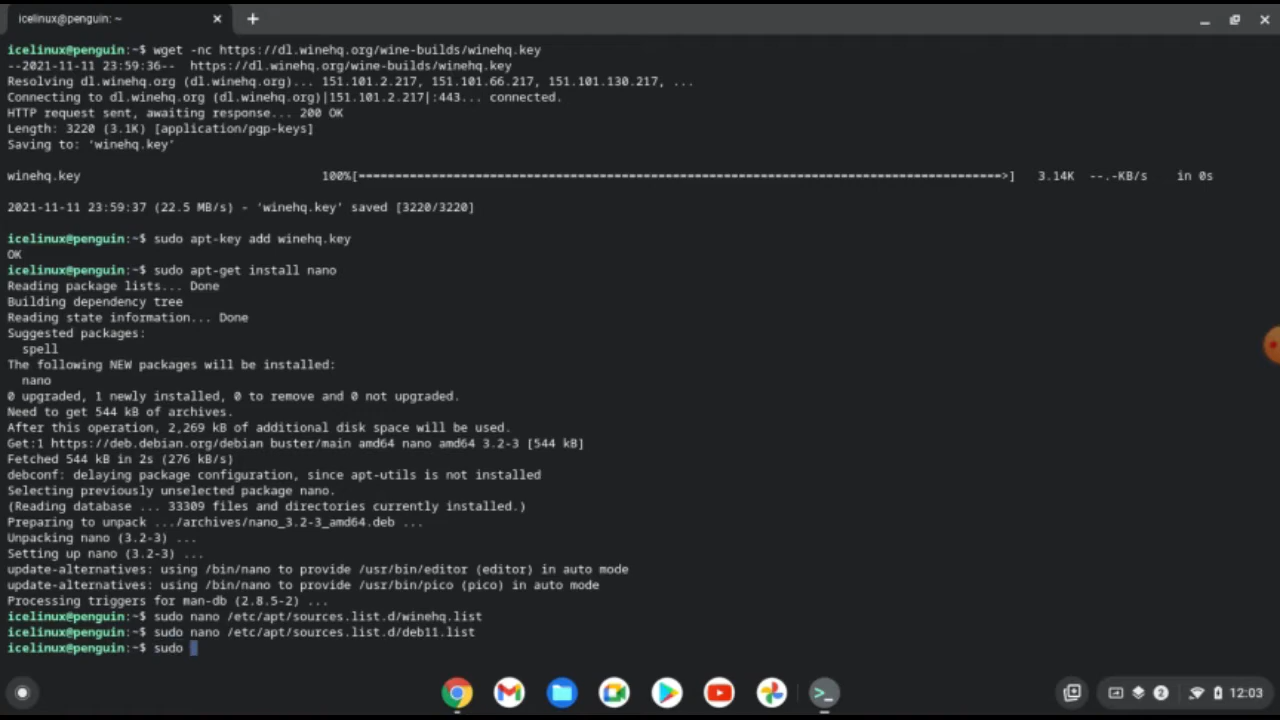 icelinux@penguin: ~
icelinux@penguin:~$ wget -nc https://dl.winehq.org/wine-builds/winehq.key
--2021-11-11 23:59:36--  https://dl.winehq.org/wine-builds/winehq.key
Resolving dl.winehq.org (dl.winehq.org)... 151.101.2.217, 151.101.66.217, 151.101.130.217, ...
Connecting to dl.winehq.org (dl.winehq.org)|151.101.2.217|:443... connected.
HTTP request sent, awaiting response... 200 OK
Length: 3220 (3.1K) [application/pgp-keys]
Saving to: 'winehq.key'
winehq.key 100%[=========================================================================================>] 3.14K --.-KB/s in 0s
2021-11-11 23:59:37 (22.5 MB/s) - 'winehq.key' saved [3220/3220]
icelinux@penguin:~$ sudo apt-key add winehq.key
OK
icelinux@penguin:~$ sudo apt-get install nano
Reading package lists... Done
Building dependency tree
Reading state information... Done
Suggested packages:
spell
The following NEW packages will be installed:
nano
0 upgraded, 1 newly installed, 0 to remove and 0 not upgraded.
Need to get 544 kB of archives.
After this operation, 2,269 kB of additional disk space will be used.
Get:1 https://deb.debian.org/debian buster/main amd64 nano amd64 3.2-3 [544 kB]
Fetched 544 kB in 2s (276 kB/s)
debconf: delaying package configuration, since apt-utils is not installed
Selecting previously unselected package nano.
(Reading database ... 33309 files and directories currently installed.)
Preparing to unpack .../archives/nano_3.2-3_amd64.deb ...
Unpacking nano (3.2-3) ...
Setting up nano (3.2-3) ...
update-alternatives: using /bin/nano to provide /usr/bin/editor (editor) in auto mode
update-alternatives: using /bin/nano to provide /usr/bin/pico (pico) in auto mode
Processing triggers for man-db (2.8.5-2) ...
icelinux@penguin:~$ sudo nano /etc/apt/sources.list.d/winehq.list
icelinux@penguin:~$ sudo nano /etc/apt/sources.list.d/deb11.list
icelinux@penguin:~$ sudo
2 12:03